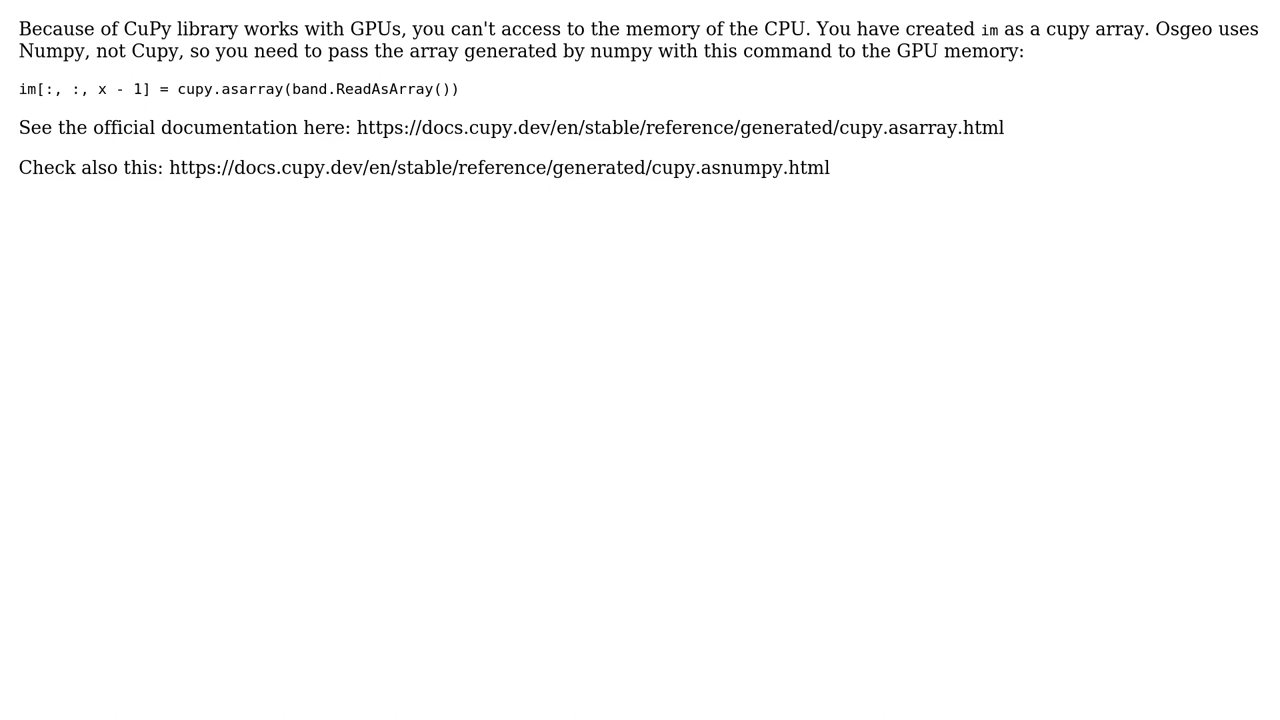 Because of CuPy library works with GPUs, you can't access to the memory of the CPU. You have created im as a cupy array. Osgeo uses
Numpy, not Cupy, so you need to pass the array generated by numpy with this command to the GPU memory:
im[:, :, x - 1] = cupy.asarray(band.ReadAsArray())
See the official documentation here: https://docs.cupy.dev/en/stable/reference/generated/cupy.asarray.html
Check also this: https://docs.cupy.dev/en/stable/reference/generated/cupy.asnumpy.html